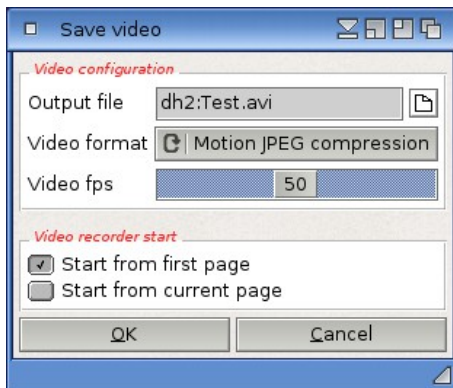 Save video
Video configuration
Output file dh2:Test.avi
Video format Motion JPEG compression
Video fps 50
Video recorder start
Start from first page
Start from current page
OK Cancel